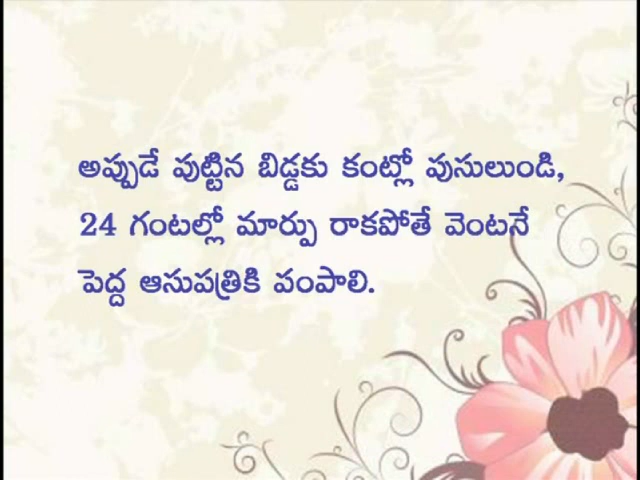 అప్పుడే పుట్టిన బిడ్డకు కంట్లో పుసులుండి,
24 గంటల్లో మార్పు రాకపోతే వెంటనే
పెద్ద ఆసుపత్రికి పంపాలి.